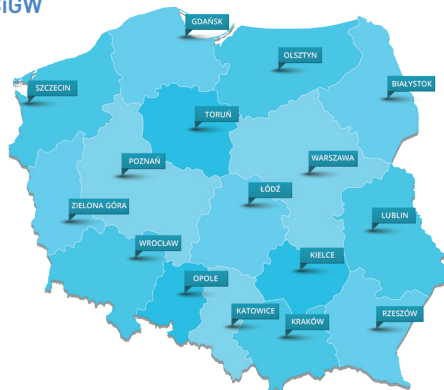 GDAŃSK
OLSZTYN
SZCZECIN
BIAŁYSTOK
TORUŃ
POZNAŃ
WARSZAWA
ŁÓDŹ
ZIELONA GÓRA
LUBLIN
WROCŁAW
KIELCE
OPOLE
KATOWICE
KRAKÓW
RZESZÓW